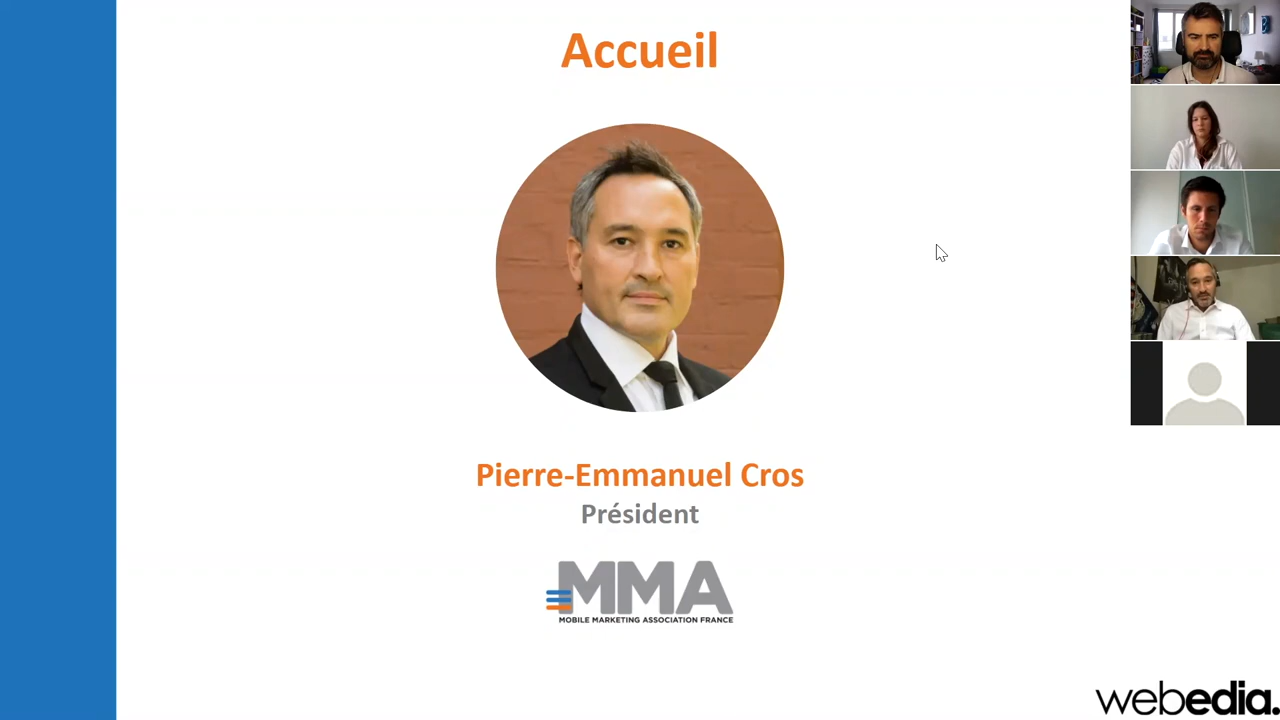 Accueil
Pierre-Emmanuel Cros
Président
MMA
MOBILE MARKETING ASSOCIATION FRANCE
webedia.